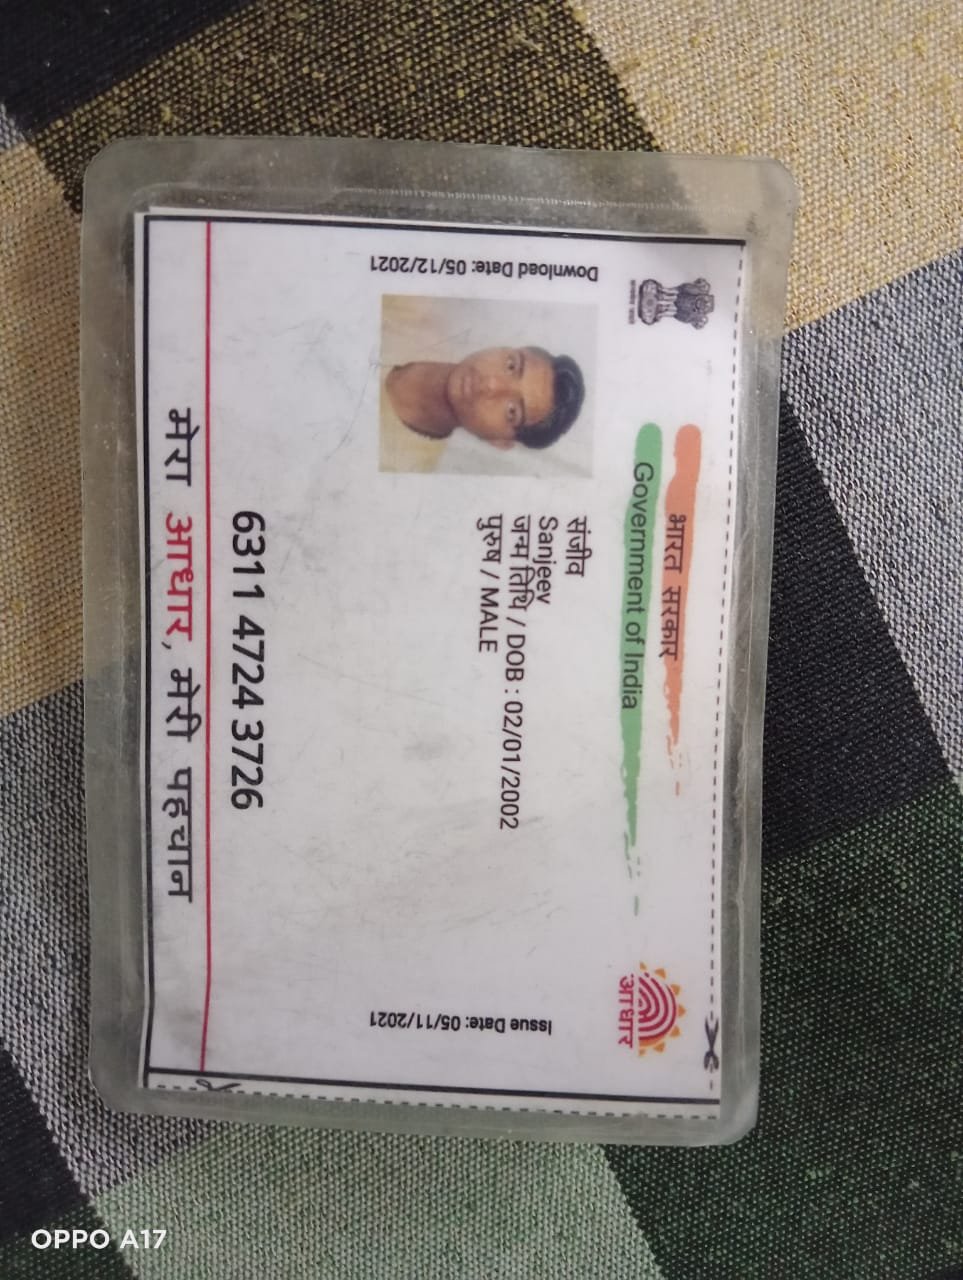 भारत सरकार
Government of India
Download Date: 05/12/2021
संजीव
Sanjeev
जन्म तिथि / DOB : 02/01/2002
पुरुष / MALE
Issue Date: 05/11/2021
आधार
6311 4724 3726
मेरा आधार, मेरी पहचान
OPPO A17